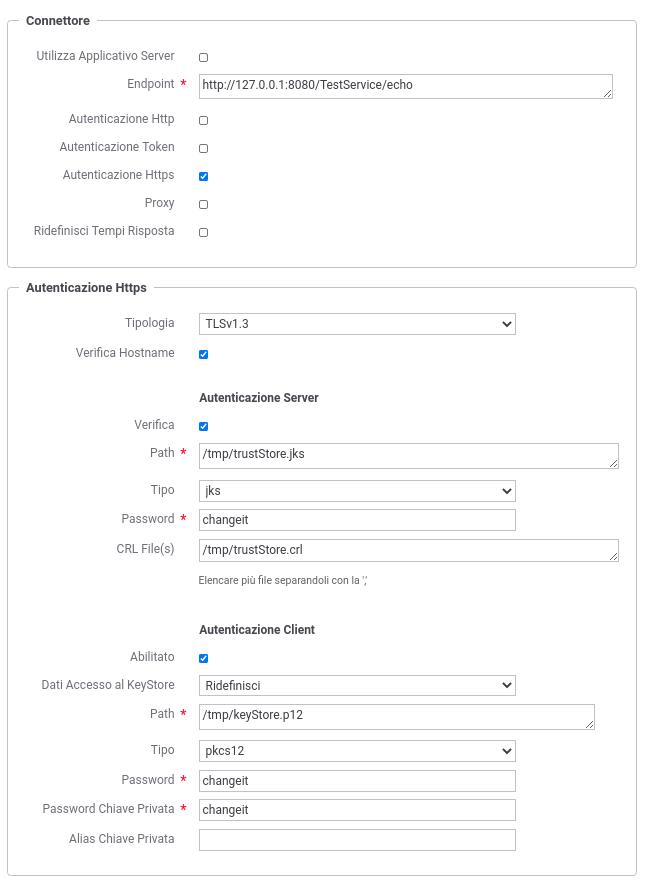 Connettore
Utilizza Applicativo Server
Endpoint * http://127.0.0.1:8080/TestService/echo
Autenticazione Http
Autenticazione Token
Autenticazione Https
Proxy
Ridefinisci Tempi Risposta
Autenticazione Https
Tipologia TLSv1.3
Verifica Hostname
Autenticazione Server
Verifica
Path * /tmp/trustStore.jks
Tipo jks
Password * changeit
CRL File(s) /tmp/trustStore.crl
Elencare più file separandoli con la ','
Autenticazione Client
Abilitato
Dati Accesso al KeyStore Ridefinisci
Path * /tmp/keyStore.p12
Tipo pkcs12
Password * changeit
Password Chiave Privata * changeit
Alias Chiave Privata